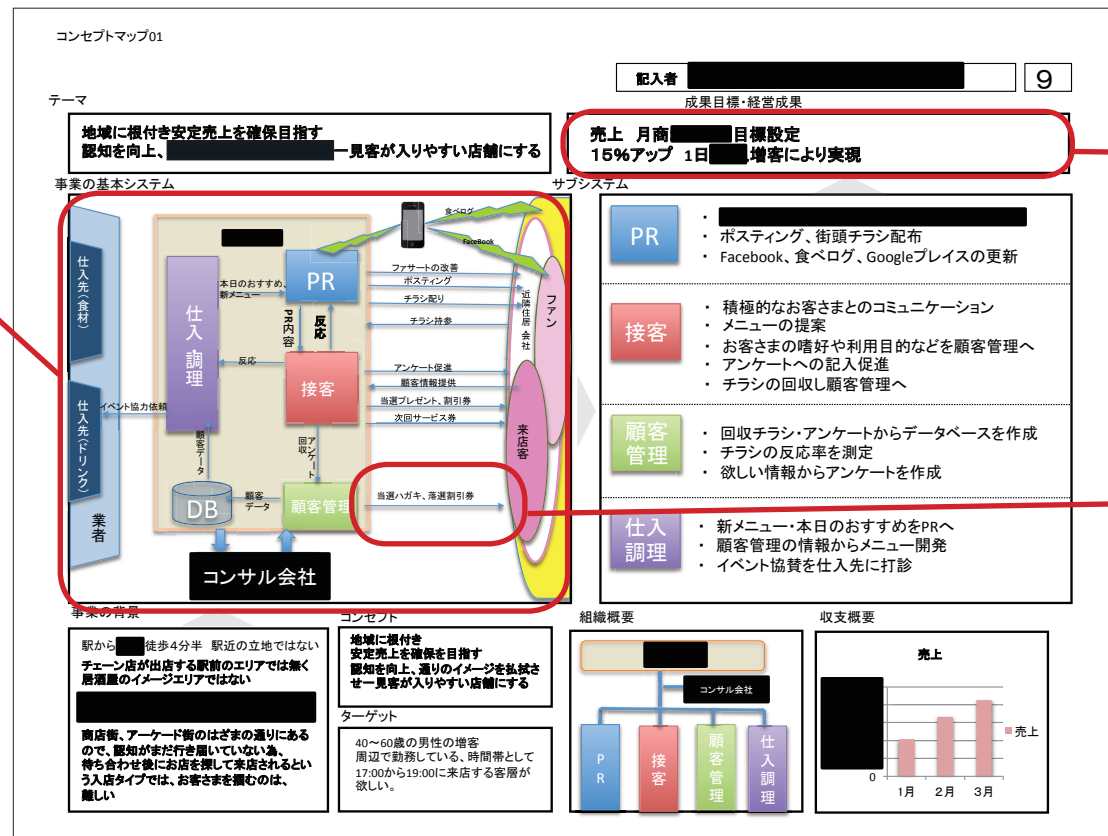 コンセプトマップ01
記入者
9
テーマ
地域に根付き安定売上を確保目指す
認知を向上、
一見客が入りやすい店舗にする
成果目標・経営成果
売上 月商
目標設定
15%アップ 1日
増客により実現
事業の基本システム
仕入先(食材)
仕入先(ドリンク)
業者
イベント協力依頼
仕入・調理
本日のおすすめ、
新メニュー
PR
PR内容
反応
反応
接客
アンケート
回収
顧客データ
DB
顧客
データ
顧客管理
コンサル会社
食べログ
FaceBook
ファサートの改善
ポスティング
チラシ配り
チラシ持参
アンケート促進
顧客情報提供
当選プレゼント、割引券
次回サービス券
当選ハガキ、落選割引券
近隣住居 会社
ファン
来店客
サブシステム
PR
・ ポスティング、街頭チラシ配布
・ Facebook、食べログ、Googleプレイスの更新
接客
・ 積極的なお客さまとのコミュニケーション
・ メニューの提案
・ お客さまの嗜好や利用目的などを顧客管理へ
・ アンケートへの記入促進
・ チラシの回収し顧客管理へ
顧客
管理
・ 回収チラシ・アンケートからデータベースを作成
・ チラシの反応率を測定
・ 欲しい情報からアンケートを作成
仕入
調理
・ 新メニュー・本日のおすすめをPRへ
・ 顧客管理の情報からメニュー開発
・ イベント協賛を仕入先に打診
事業の背景
駅から
徒歩4分半 駅近の立地ではない
チェーン店が出店する駅前のエリアでは無く
居酒屋のイメージエリアではない
商店街、アーケード街のはざまの通りにある
ので、認知がまだ行き届いていない為、
待ち合わせ後にお店を探して来店されるとい
う入店タイプでは、お客さまを掴むのは、
難しい
コンセプト
地域に根付き
安定売上を確保を目指す
認知を向上、通りのイメージを払拭さ
せ一見客が入りやすい店舗にする
ターゲット
40〜60歳の男性の増客
周辺で勤務している、時間帯として
17:00から19:00に来店する客層が
欲しい。
組織概要
コンサル会社
PR
接客
顧客管理
仕入調理
収支概要
売上
0
1月 2月 3月
売上